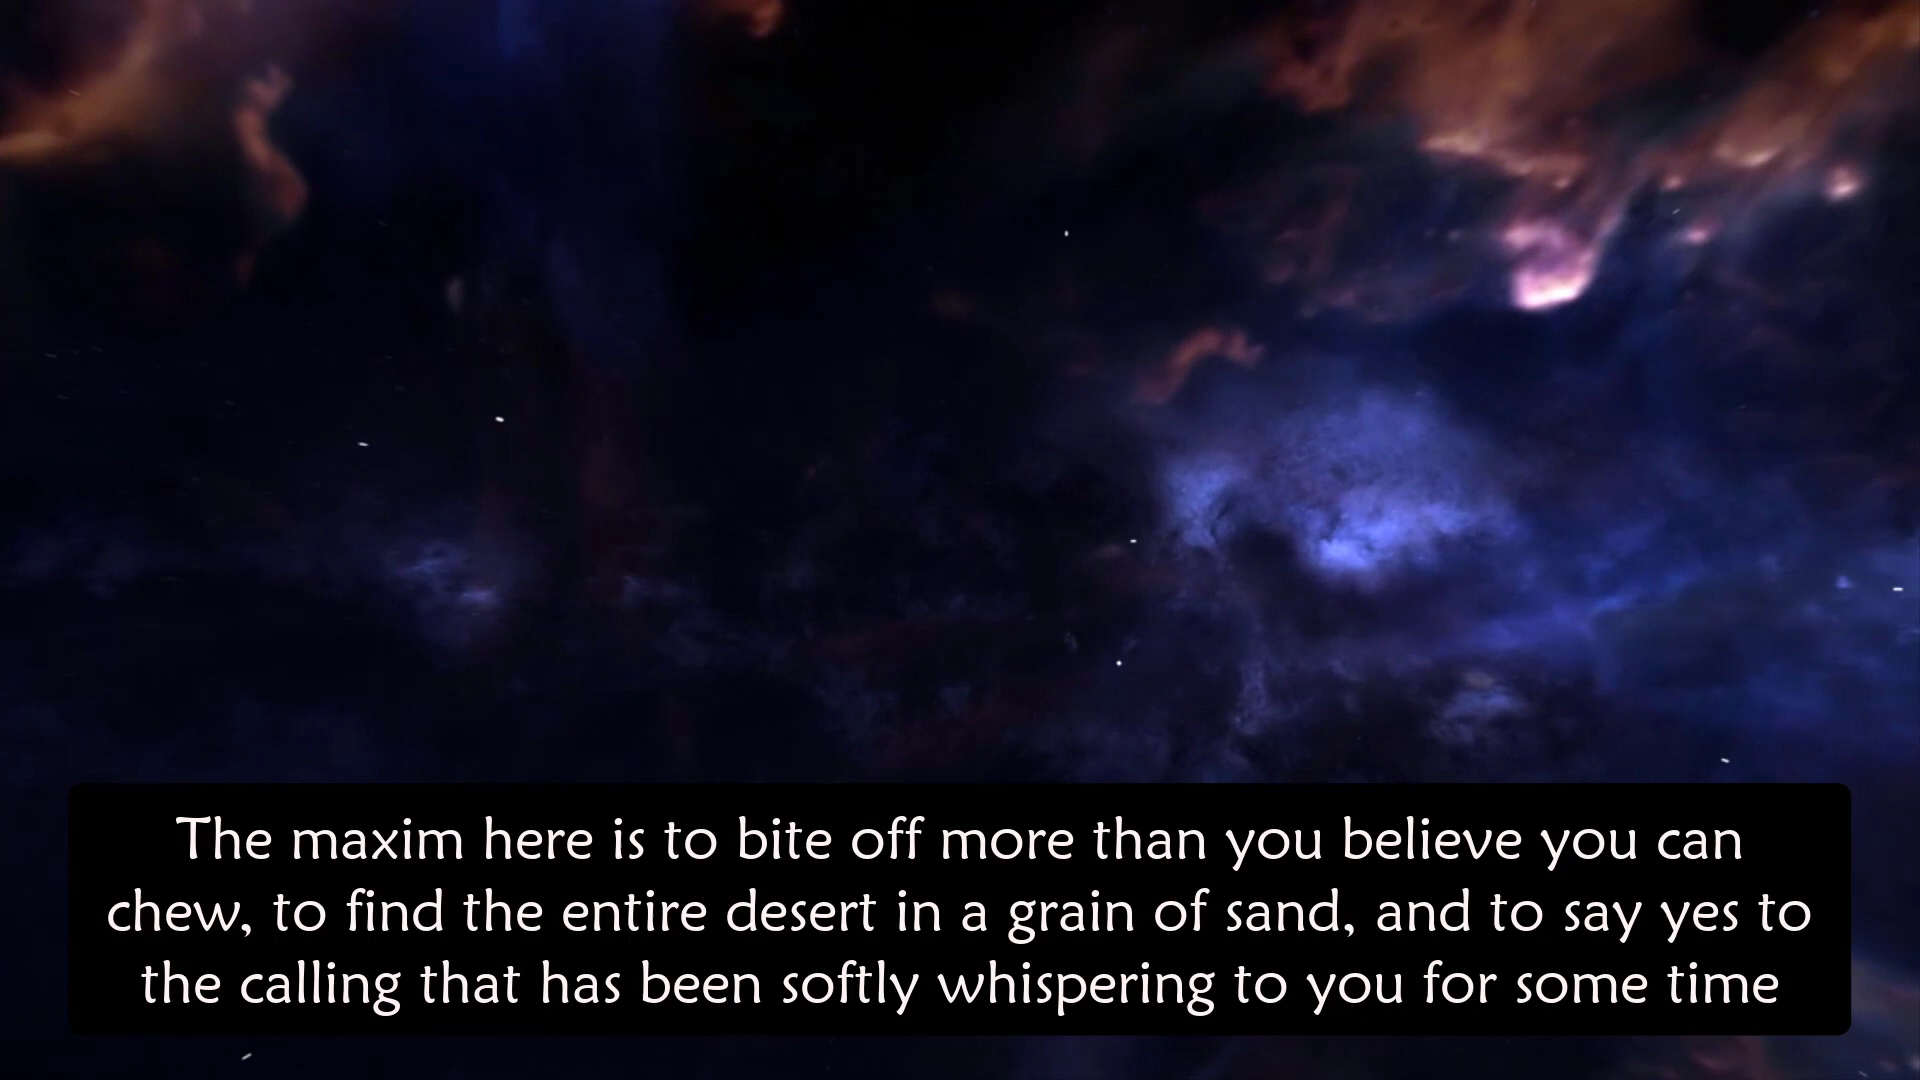 The maxim here is to bite off more than you believe you can
chew, to find the entire desert in a grain of sand, and to say yes to
the calling that has been softly whispering to you for some time